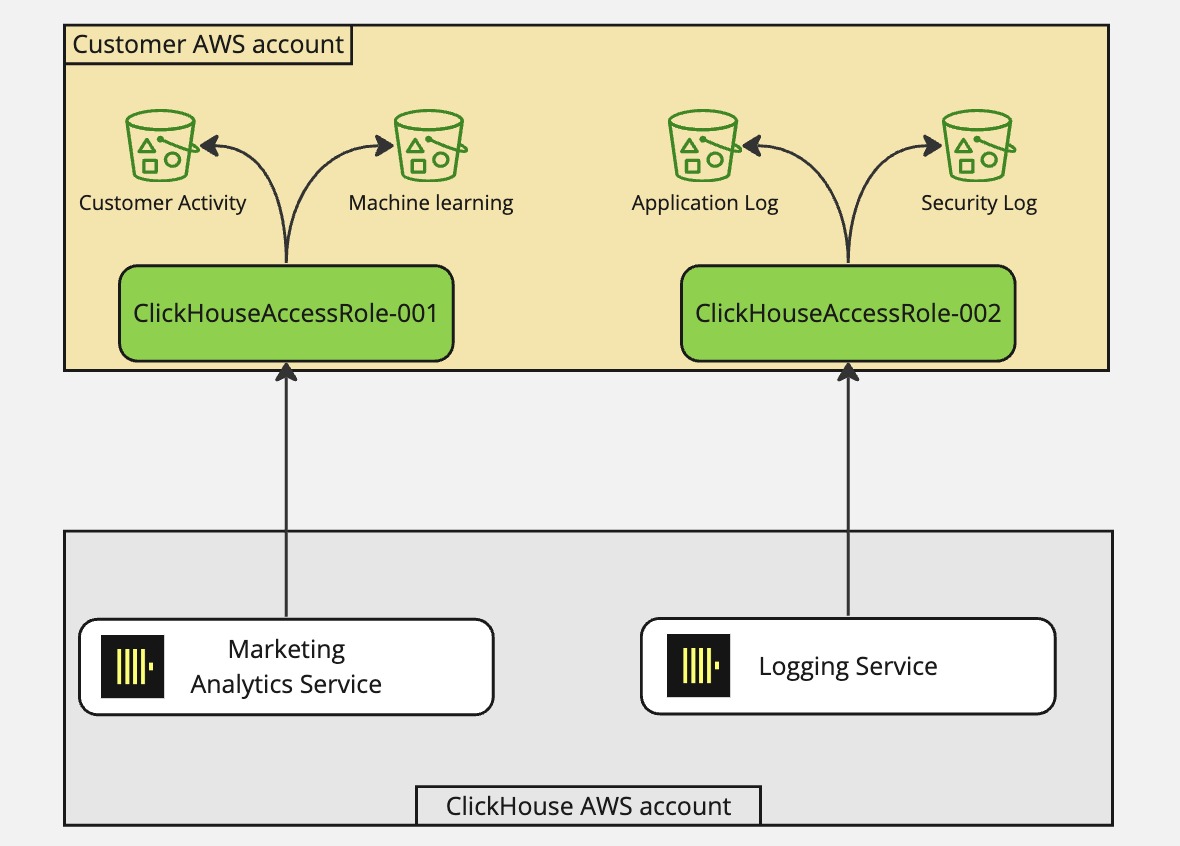 Customer AWS account
Customer Activity
Machine learning
Application Log
Security Log
ClickHouseAccessRole-001
ClickHouseAccessRole-002
Marketing
Analytics Service
Logging Service
ClickHouse AWS account